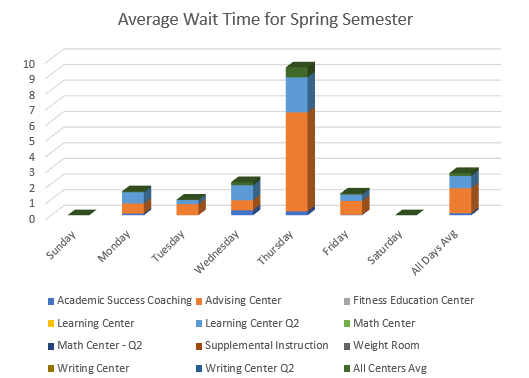 Average Wait Time for Spring Semester
10
9
8
7
6
5
4
3
2
1
0
Sunday Monday Tuesday Wednesday Thursday Friday Saturday All Days Avg
Academic Success Coaching Advising Center Fitness Education Center
Learning Center Learning Center Q2 Math Center
Math Center - Q2 Supplemental Instruction Weight Room
Writing Center Writing Center Q2 All Centers Avg